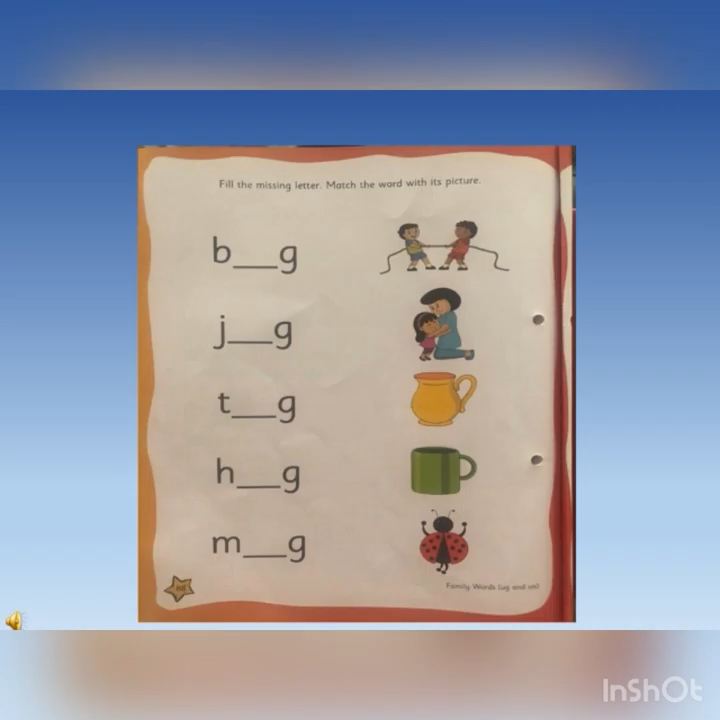 Fill the missing letter. Match the word with its picture.
b__g
j__g
t__g
h__g
m__g
Family Words (ug and un)
InShOt